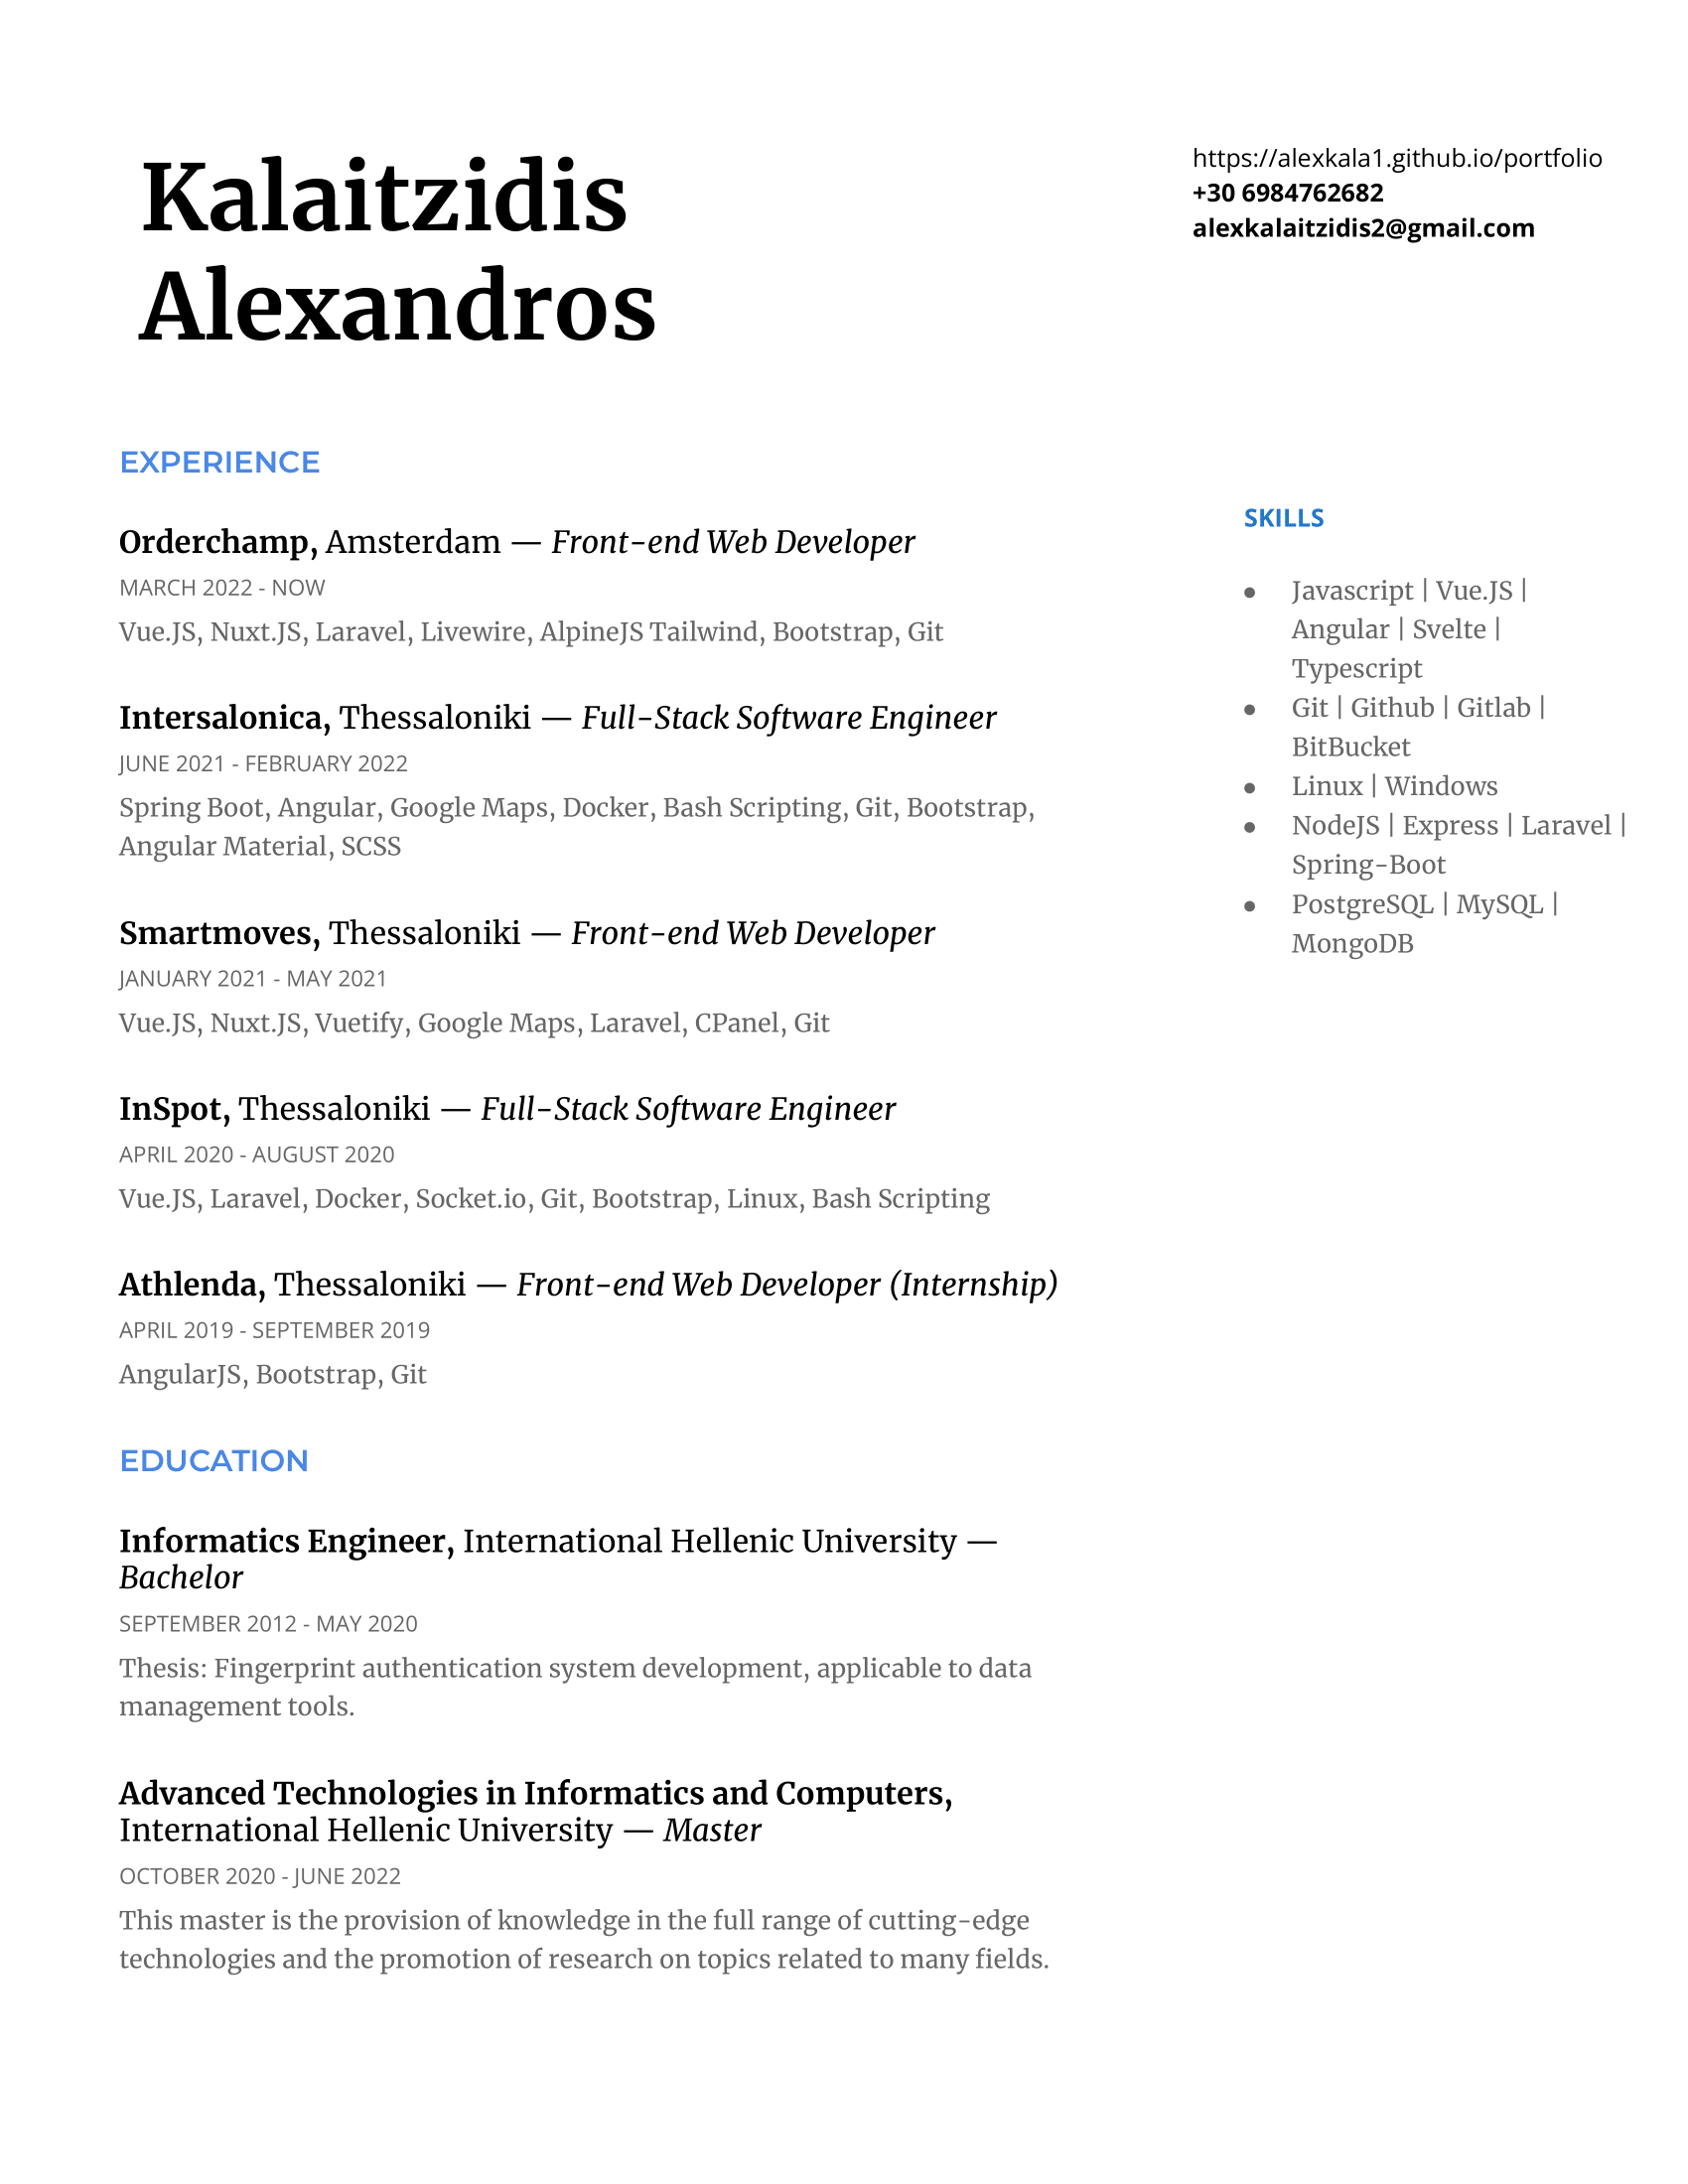 Kalaitzidis
Alexandros
https://alexkala1.github.io/portfolio
+30 6984762682
alexkalaitzidis2@gmail.com
EXPERIENCE
Orderchamp, Amsterdam — Front-end Web Developer
MARCH 2022 - NOW
Vue.JS, Nuxt.JS, Laravel, Livewire, AlpineJS Tailwind, Bootstrap, Git
Intersalonica, Thessaloniki — Full-Stack Software Engineer
JUNE 2021 - FEBRUARY 2022
Spring Boot, Angular, Google Maps, Docker, Bash Scripting, Git, Bootstrap,
Angular Material, SCSS
Smartmoves, Thessaloniki — Front-end Web Developer
JANUARY 2021 - MAY 2021
Vue.JS, Nuxt.JS, Vuetify, Google Maps, Laravel, CPanel, Git
InSpot, Thessaloniki — Full-Stack Software Engineer
APRIL 2020 - AUGUST 2020
Vue.JS, Laravel, Docker, Socket.io, Git, Bootstrap, Linux, Bash Scripting
Athlenda, Thessaloniki — Front-end Web Developer (Internship)
APRIL 2019 - SEPTEMBER 2019
AngularJS, Bootstrap, Git
EDUCATION
Informatics Engineer, International Hellenic University —
Bachelor
SEPTEMBER 2012 - MAY 2020
Thesis: Fingerprint authentication system development, applicable to data
management tools.
Advanced Technologies in Informatics and Computers,
International Hellenic University — Master
OCTOBER 2020 - JUNE 2022
This master is the provision of knowledge in the full range of cutting-edge
technologies and the promotion of research on topics related to many fields.
SKILLS
● Javascript | Vue.JS |
Angular | Svelte |
Typescript
● Git | Github | Gitlab |
BitBucket
● Linux | Windows
● NodeJS | Express | Laravel |
Spring-Boot
● PostgreSQL | MySQL |
MongoDB